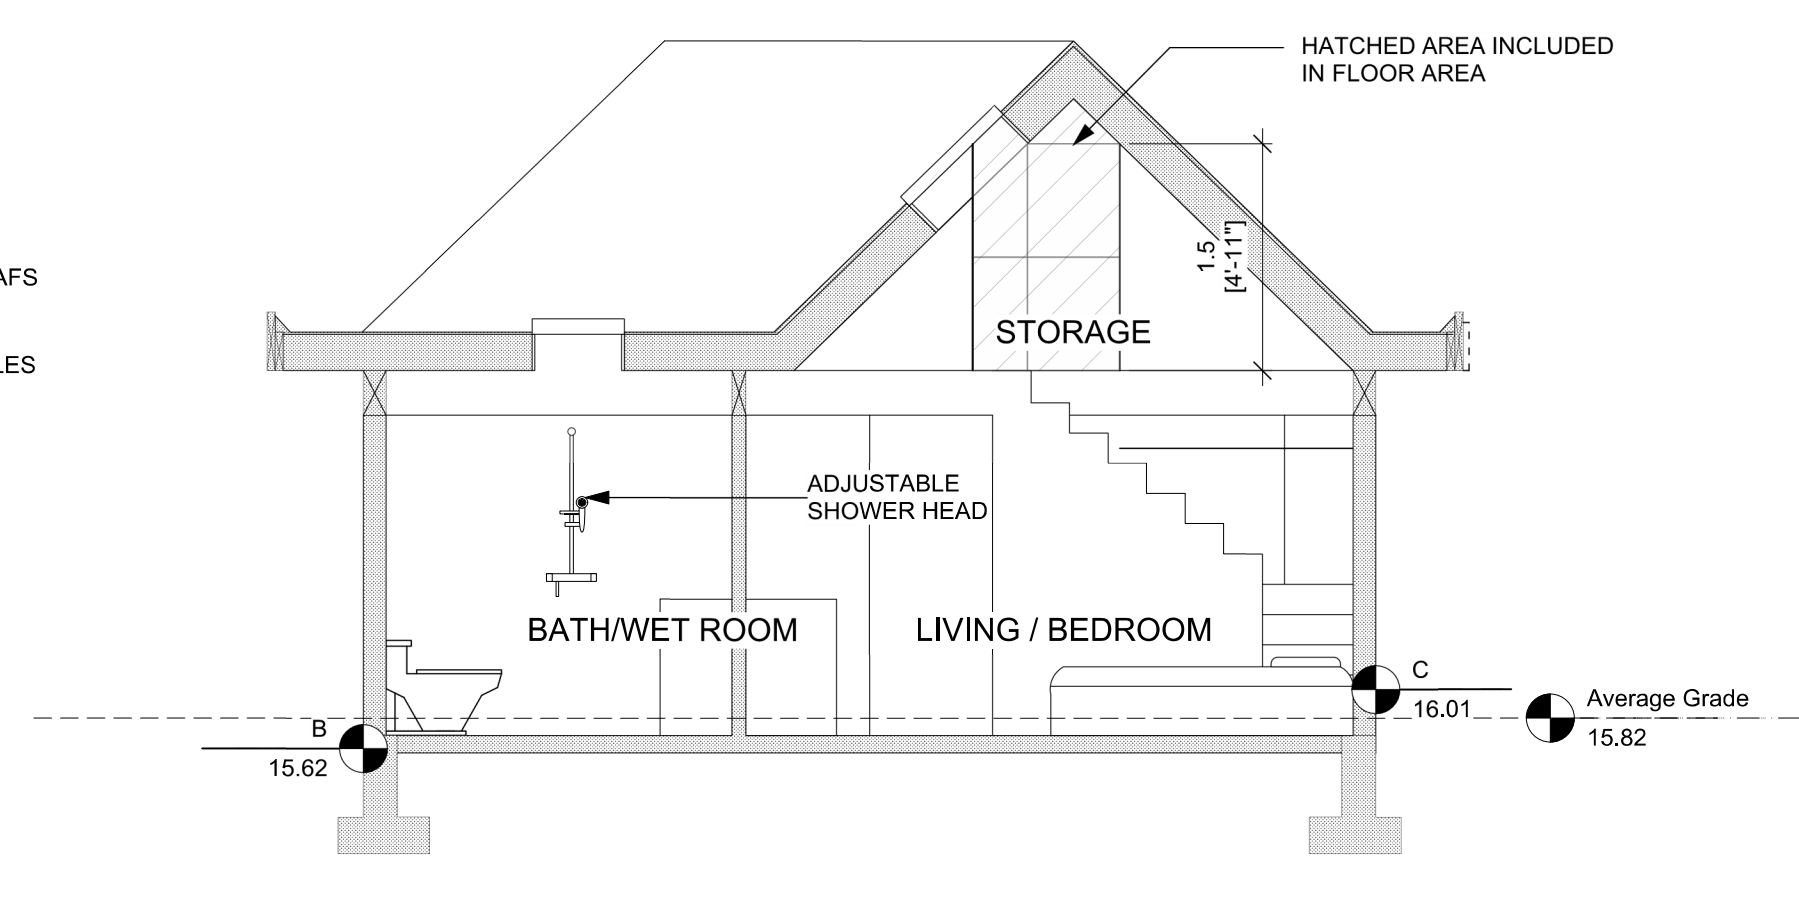 HATCHED AREA INCLUDED
IN FLOOR AREA
1.5
[4'-11"]
AFS
LES
STORAGE
ADJUSTABLE
SHOWER HEAD
BATH/WET ROOM
LIVING / BEDROOM
B
15.62
C
16.01
Average Grade
15.82